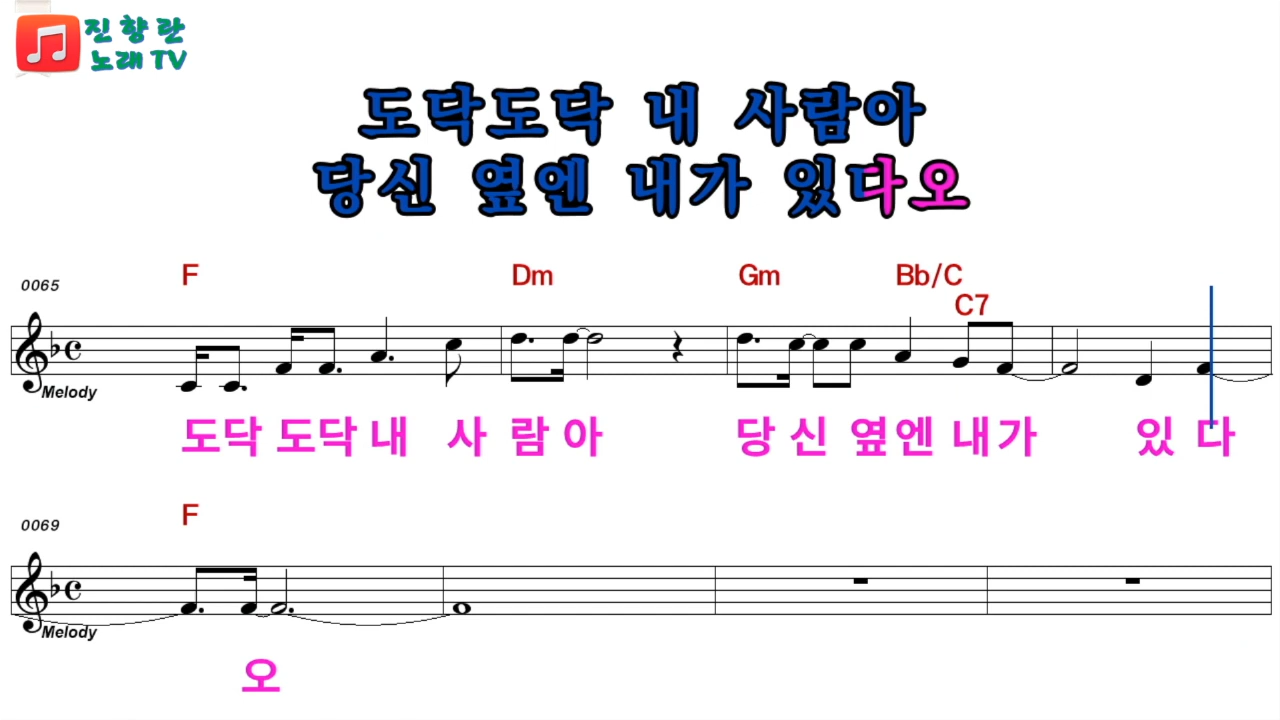 진향란
노래 TV
도닥도닥 내 사람아
당신 옆엔 내가 있다오
0065
F Dm Gm Bb/C
C7
Melody
도닥 도닥 내 사 람 아 당 신 옆엔 내가 있 다
0069
F
Melody
오